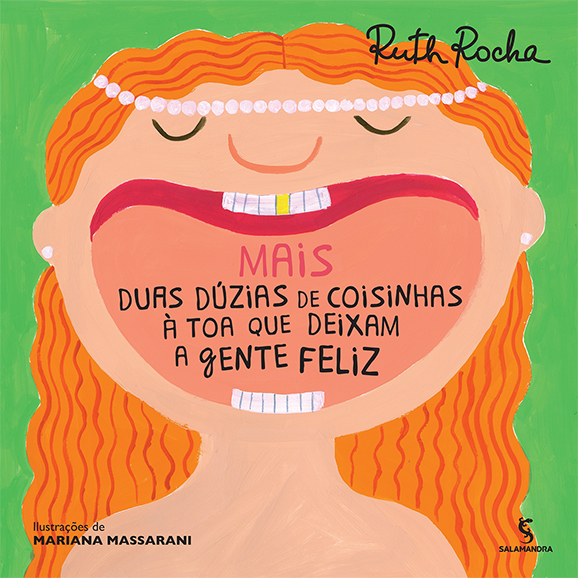 Ruth Rocha
MAIS
DUAS DÚZIAS DE COISINHAS
À TOA QUE DEIXAM
A GENTE FELIZ
Ilustrações de
MARIANA MASSARANI
SALAMANDRA